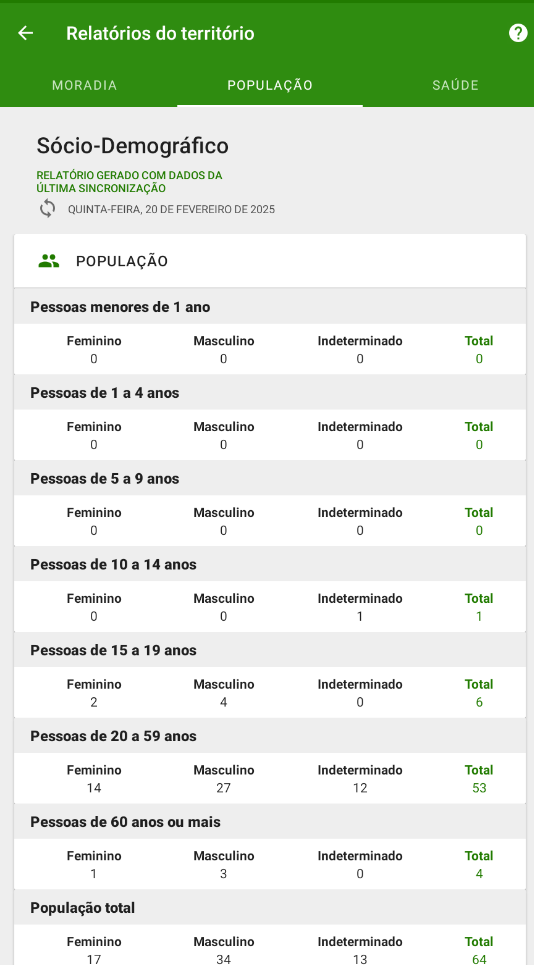 Relatórios do território
?
MORADIA POPULAÇÃO SAÚDE
Sócio-Demográfico
RELATÓRIO GERADO COM DADOS DA
ÚLTIMA SINCRONIZAÇÃO
QUINTA-FEIRA, 20 DE FEVEREIRO DE 2025
POPULAÇÃO
Pessoas menores de 1 ano
Feminino Masculino Indeterminado Total
0 0 0 0
Pessoas de 1 a 4 anos
Feminino Masculino Indeterminado Total
0 0 0 0
Pessoas de 5 a 9 anos
Feminino Masculino Indeterminado Total
0 0 0 0
Pessoas de 10 a 14 anos
Feminino Masculino Indeterminado Total
0 0 1 1
Pessoas de 15 a 19 anos
Feminino Masculino Indeterminado Total
2 4 0 6
Pessoas de 20 a 59 anos
Feminino Masculino Indeterminado Total
14 27 12 53
Pessoas de 60 anos ou mais
Feminino Masculino Indeterminado Total
1 3 0 4
População total
Feminino Masculino Indeterminado Total
17 34 13 64